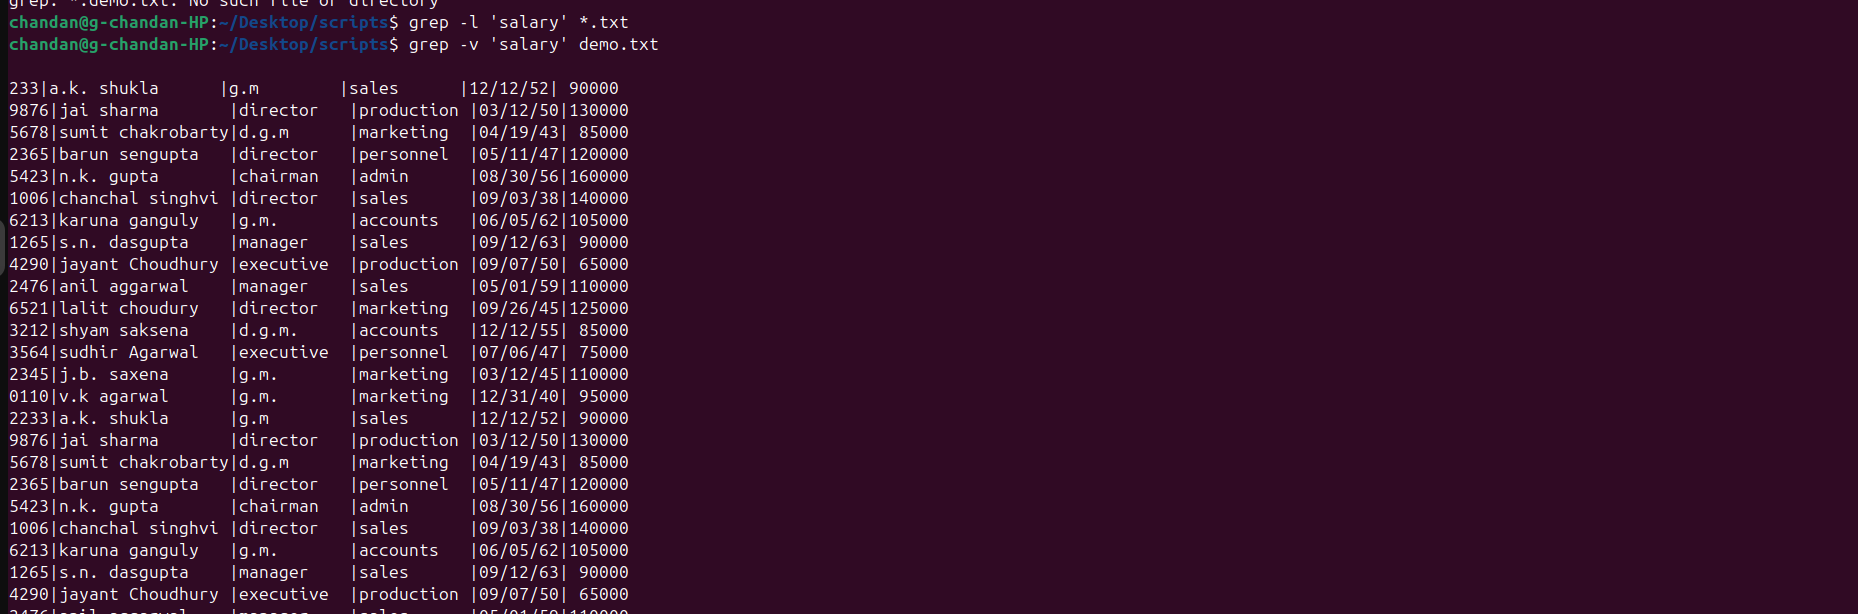 grep: *.demo.txt: No such file or directory
chandan@g-chandan-HP:~/Desktop/scripts$ grep -l 'salary' *.txt
chandan@g-chandan-HP:~/Desktop/scripts$ grep -v 'salary' demo.txt
233|a.k. shukla      |g.m        |sales      |12/12/52| 90000
9876|jai sharma       |director   |production |03/12/50|130000
5678|sumit chakrobarty|d.g.m      |marketing  |04/19/43| 85000
2365|barun sengupta   |director   |personnel  |05/11/47|120000
5423|n.k. gupta       |chairman   |admin      |08/30/56|160000
1006|chanchal singhvi |director   |sales      |09/03/38|140000
6213|karuna ganguly   |g.m.       |accounts   |06/05/62|105000
1265|s.n. dasgupta    |manager    |sales      |09/12/63| 90000
4290|jayant Choudhury |executive  |production |09/07/50| 65000
2476|anil aggarwal    |manager    |sales      |05/01/59|110000
6521|lalit choudury   |director   |marketing  |09/26/45|125000
3212|shyam saksena    |d.g.m.     |accounts   |12/12/55| 85000
3564|sudhir Agarwal   |executive  |personnel  |07/06/47| 75000
2345|j.b. saxena      |g.m.       |marketing  |03/12/45|110000
0110|v.k agarwal      |g.m.       |marketing  |12/31/40| 95000
2233|a.k. shukla      |g.m        |sales      |12/12/52| 90000
9876|jai sharma       |director   |production |03/12/50|130000
5678|sumit chakrobarty|d.g.m      |marketing  |04/19/43| 85000
2365|barun sengupta   |director   |personnel  |05/11/47|120000
5423|n.k. gupta       |chairman   |admin      |08/30/56|160000
1006|chanchal singhvi |director   |sales      |09/03/38|140000
6213|karuna ganguly   |g.m.       |accounts   |06/05/62|105000
1265|s.n. dasgupta    |manager    |sales      |09/12/63| 90000
4290|jayant Choudhury |executive  |production |09/07/50| 65000